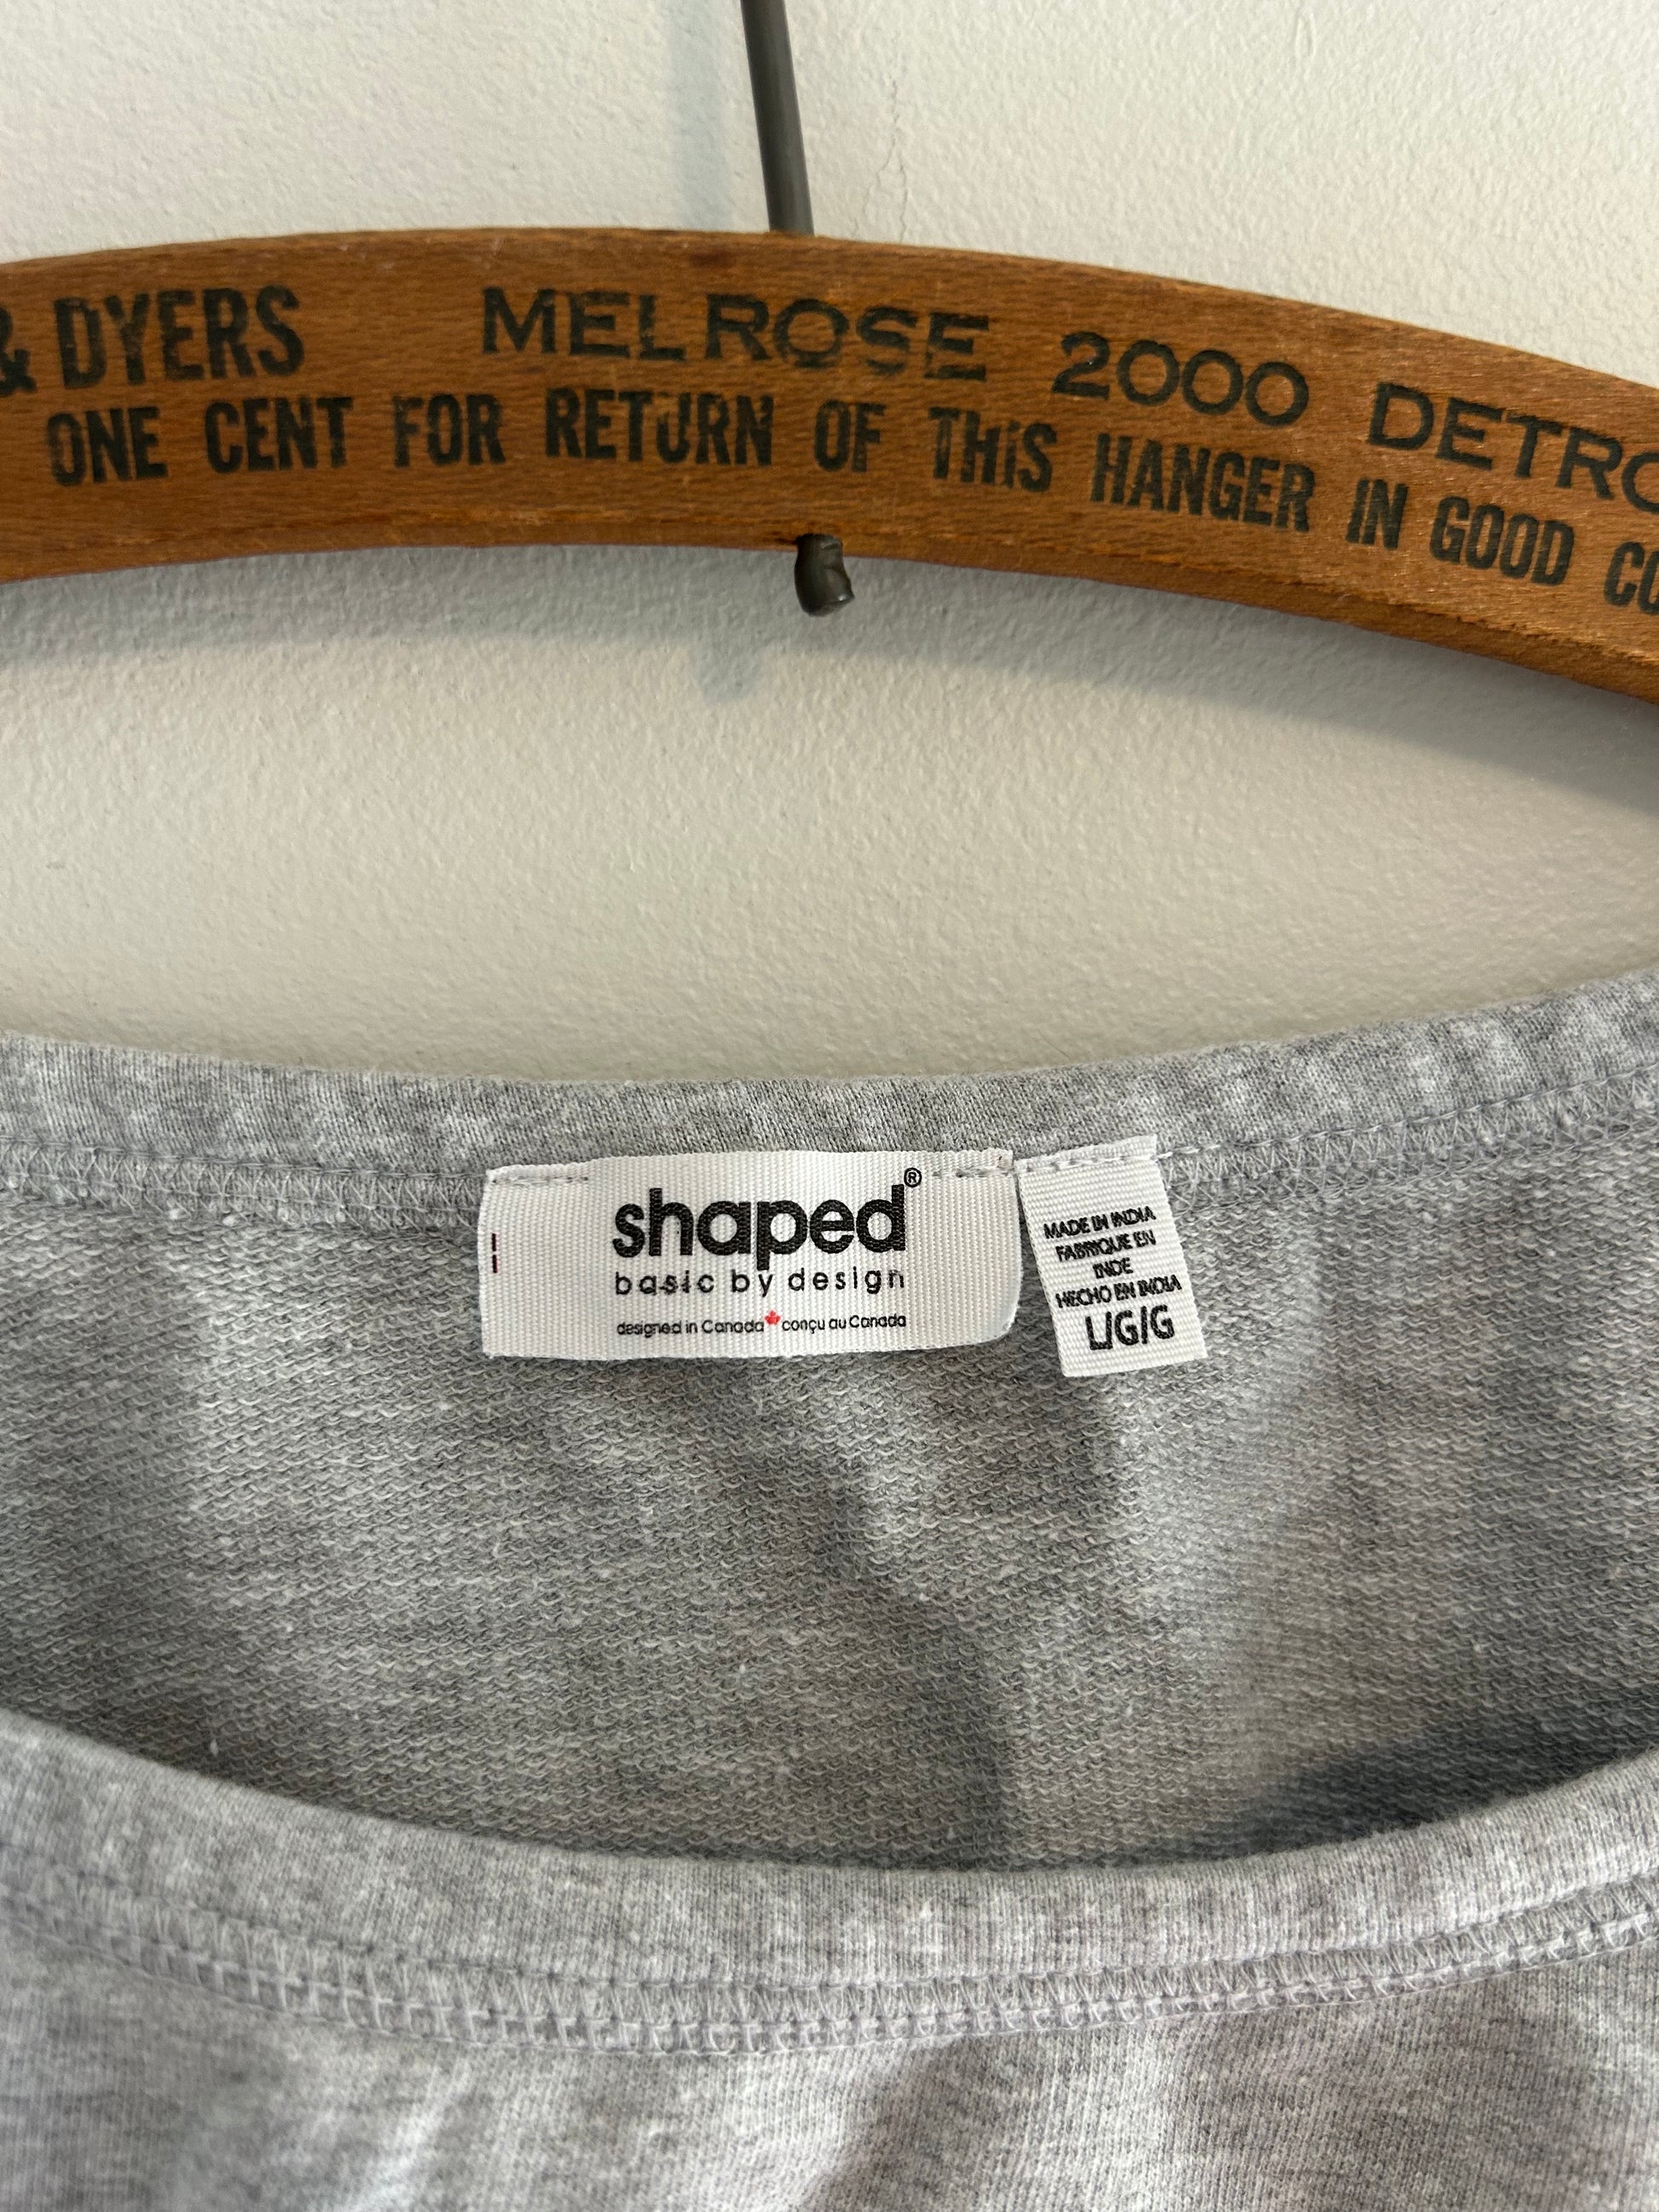 & DYERS MELROSE 2000 DETRO
ONE CENT FOR RETURN OF THIS HANGER IN GOOD CO
shaped®
basic by design
designed in Canada conçu au Canada
MADE IN INDIA
FABRIQUE EN
INDE
HECHO EN INDIA
L/G/G